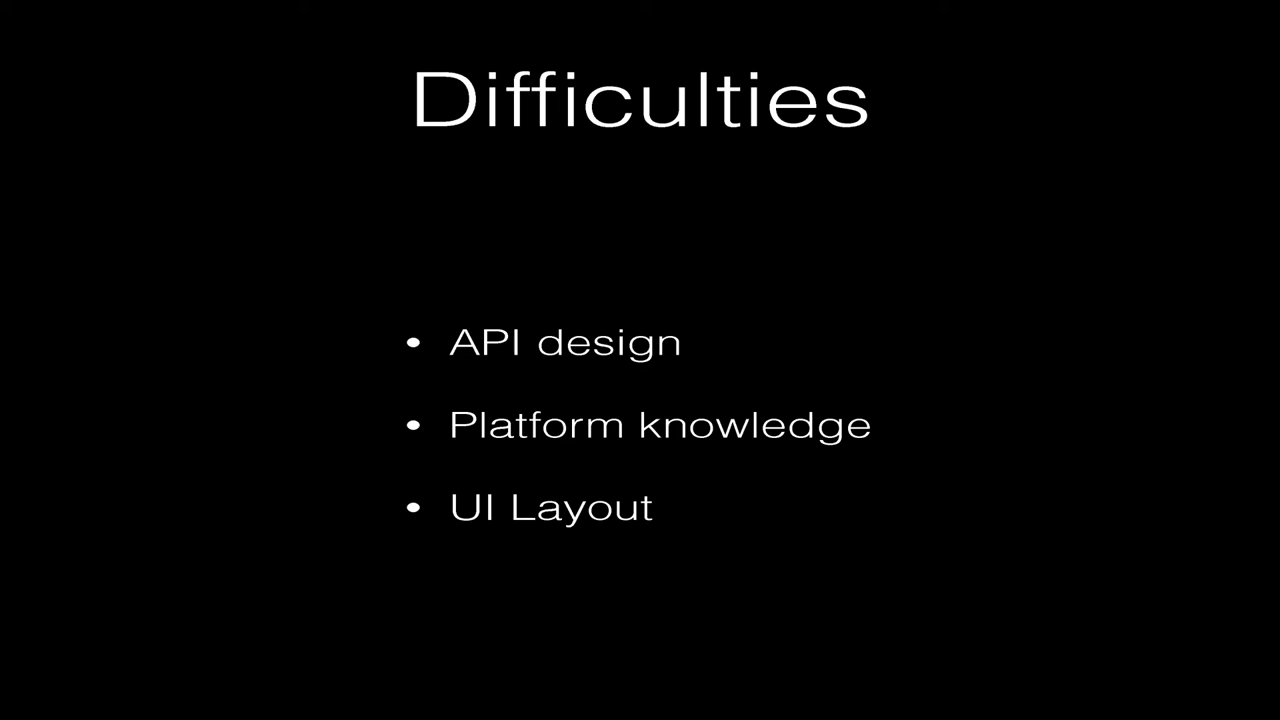 Difficulties
• API design
• Platform knowledge
• UI Layout